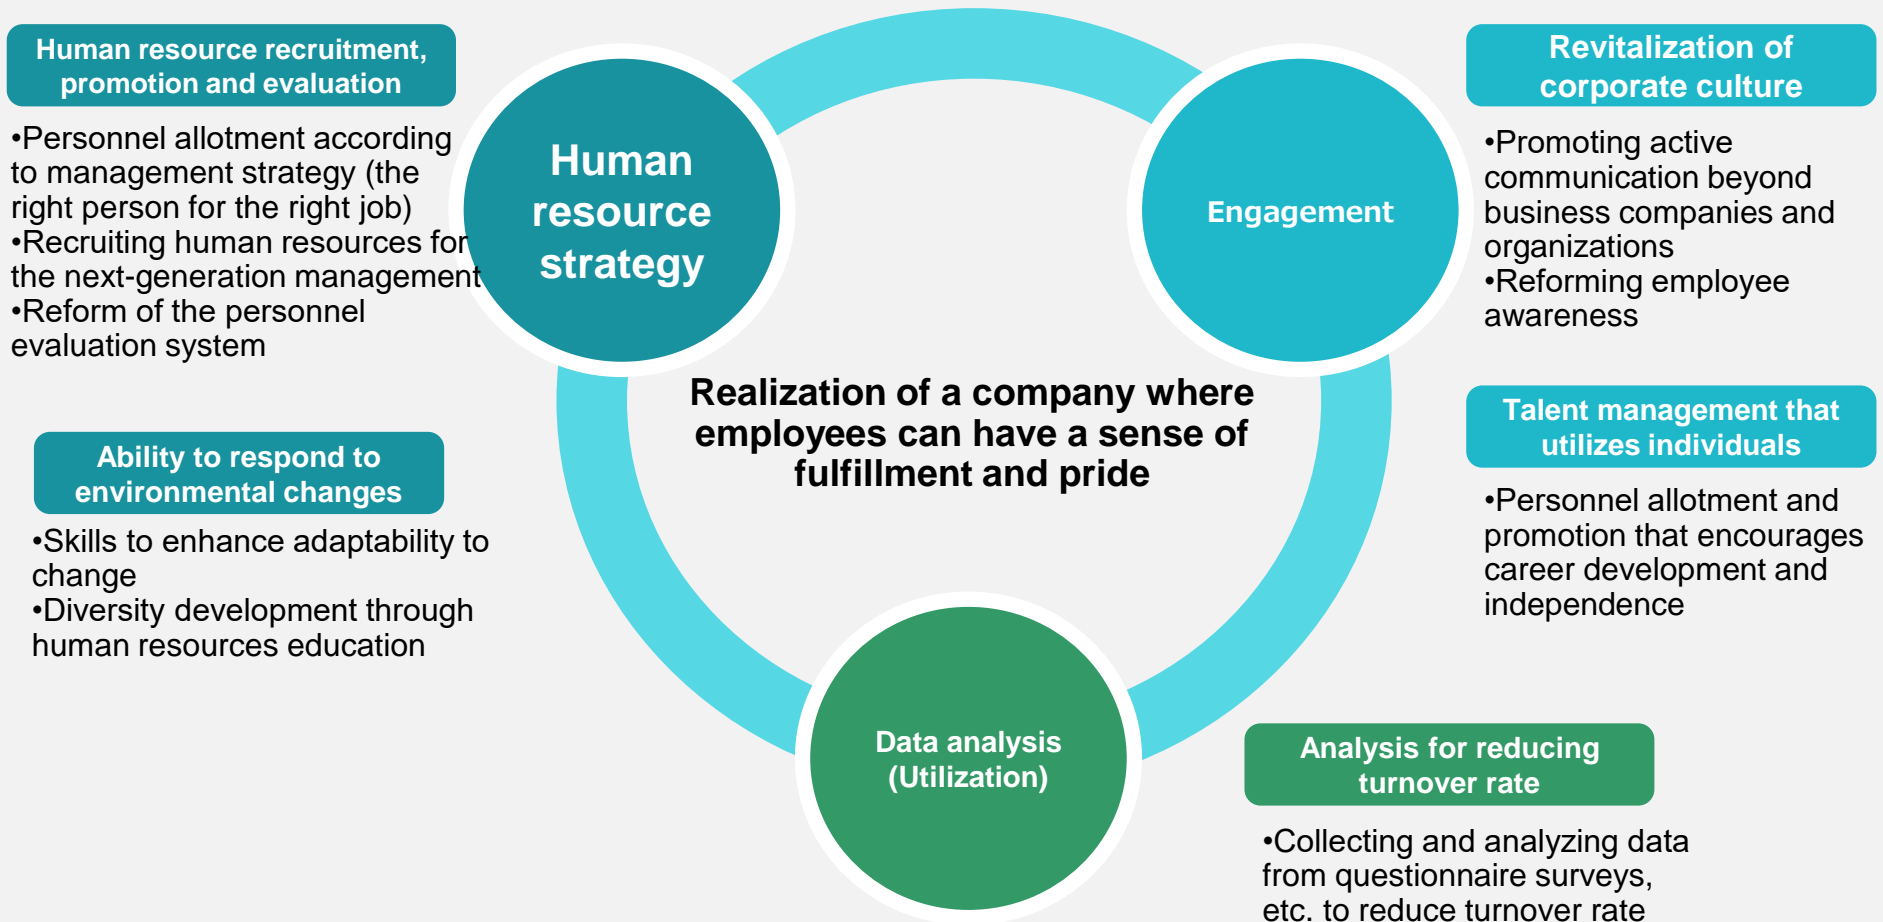 Human resource recruitment,
promotion and evaluation
•Personnel allotment according
to management strategy (the
right person for the right job)
•Recruiting human resources for
the next-generation management
•Reform of the personnel
evaluation system
Ability to respond to
environmental changes
•Skills to enhance adaptability to
change
•Diversity development through
human resources education
Human
resource
strategy
Engagement
Realization of a company where
employees can have a sense of
fulfillment and pride
Data analysis
(Utilization)
Revitalization of
corporate culture
•Promoting active
communication beyond
business companies and
organizations
•Reforming employee
awareness
Talent management that
utilizes individuals
•Personnel allotment and
promotion that encourages
career development and
independence
Analysis for reducing
turnover rate
•Collecting and analyzing data
from questionnaire surveys,
etc. to reduce turnover rate